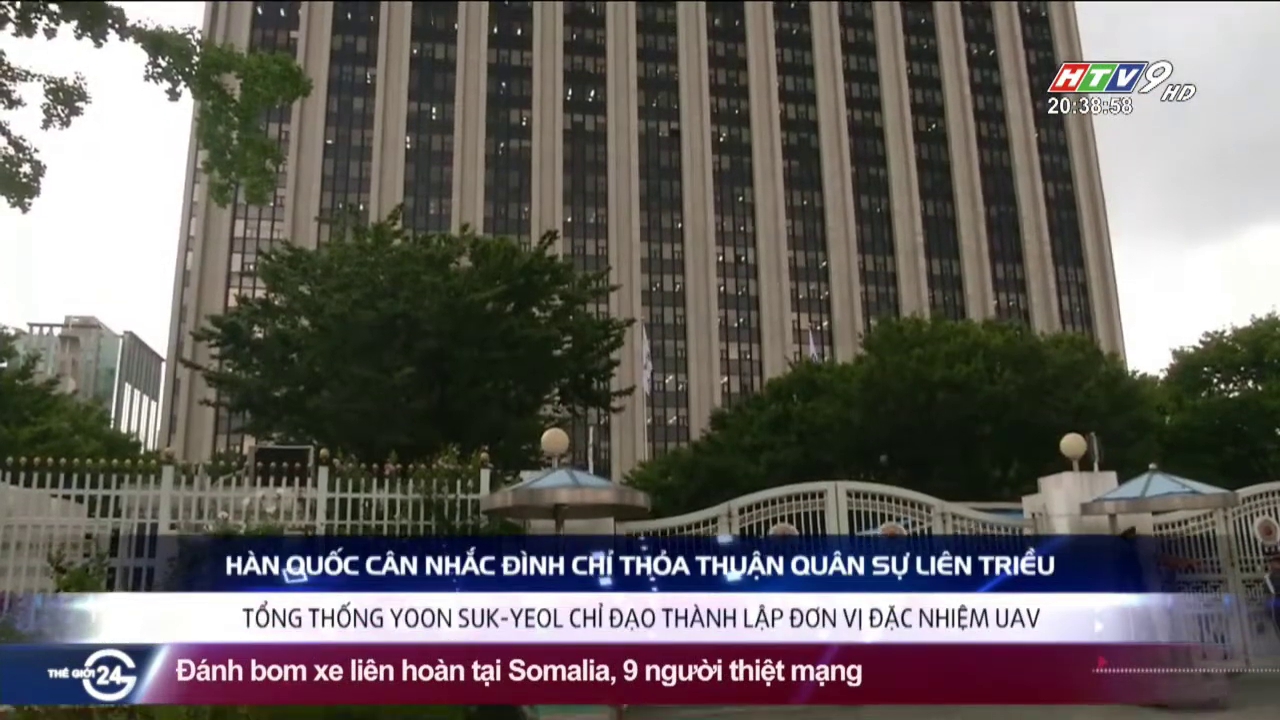 HTV9 HD
20:38:58
HÀN QUỐC CÂN NHẮC ĐÌNH CHỈ THỎA THUẬN QUÂN SỰ LIÊN TRIỀU
TỔNG THỐNG YOON SUK-YEOL CHỈ ĐẠO THÀNH LẬP ĐƠN VỊ ĐẶC NHIỆM UAV
THẾ GIỚI 24G
Đánh bom xe liên hoàn tại Somalia, 9 người thiệt mạng